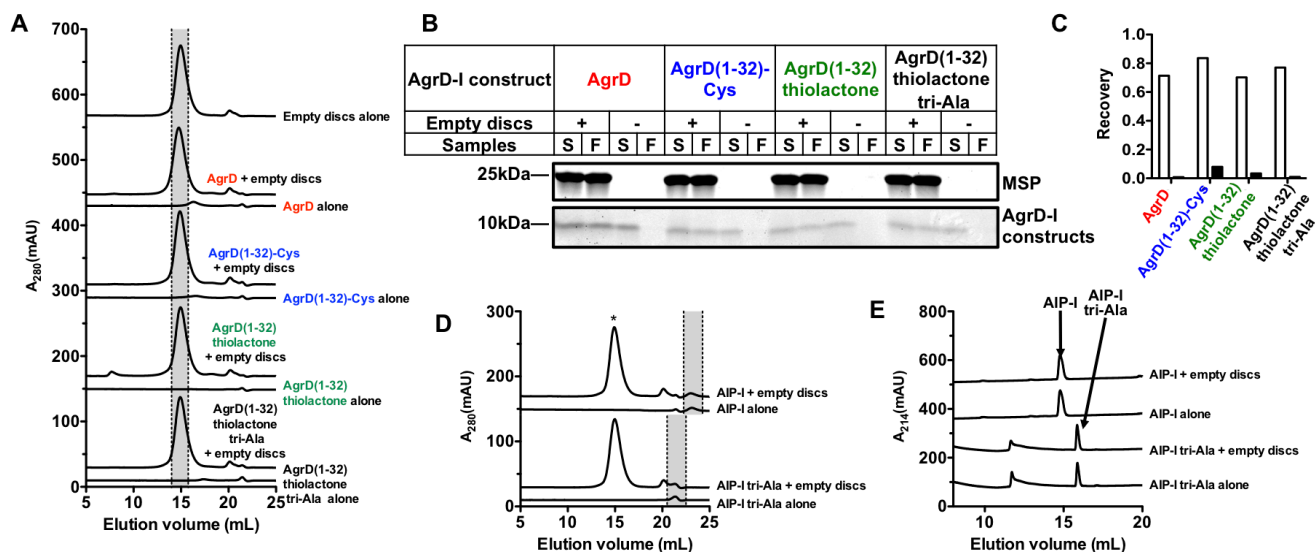 A
700
600
500
400
300
200
100
0
A280(mAU)
5
10
15
20
25
Elution volume (mL)
Empty discs alone
AgrD + empty discs
AgrD alone
AgrD(1-32)-Cys
+ empty discs
AgrD(1-32)-Cys alone
AgrD(1-32)
thiolactone
+ empty discs
AgrD(1-32)
thiolactone alone
AgrD(1-32)
thiolactone
tri-Ala
+ empty discs
AgrD(1-32)
thiolactone
tri-Ala alone
B
AgrD-I construct
AgrD
AgrD(1-32)-
Cys
AgrD(1-32)
thiolactone
AgrD(1-32)
thiolactone
tri-Ala
Empty discs + - + - + - + -
Samples S F S F S F S F S F S F S F S F
25kDa
MSP
10kDa
AgrD-I
constructs
C
1.0
0.8
0.6
0.4
0.2
0.0
Recovery
AgrD
AgrD(1-32)-Cys
AgrD(1-32)
thiolactone
AgrD(1-32)
thiolactone
tri-Ala
D
300
200
100
0
A280(mAU)
*
AIP-I + empty discs
AIP-I alone
AIP-I tri-Ala + empty discs
AIP-I tri-Ala alone
5
10
15
20
25
Elution volume (mL)
E
800
600
400
200
0
A214(mAU)
AIP-I
AIP-I
tri-Ala
AIP-I + empty discs
AIP-I alone
AIP-I tri-Ala + empty discs
AIP-I tri-Ala alone
8
12
16
20
Elution volume (mL)